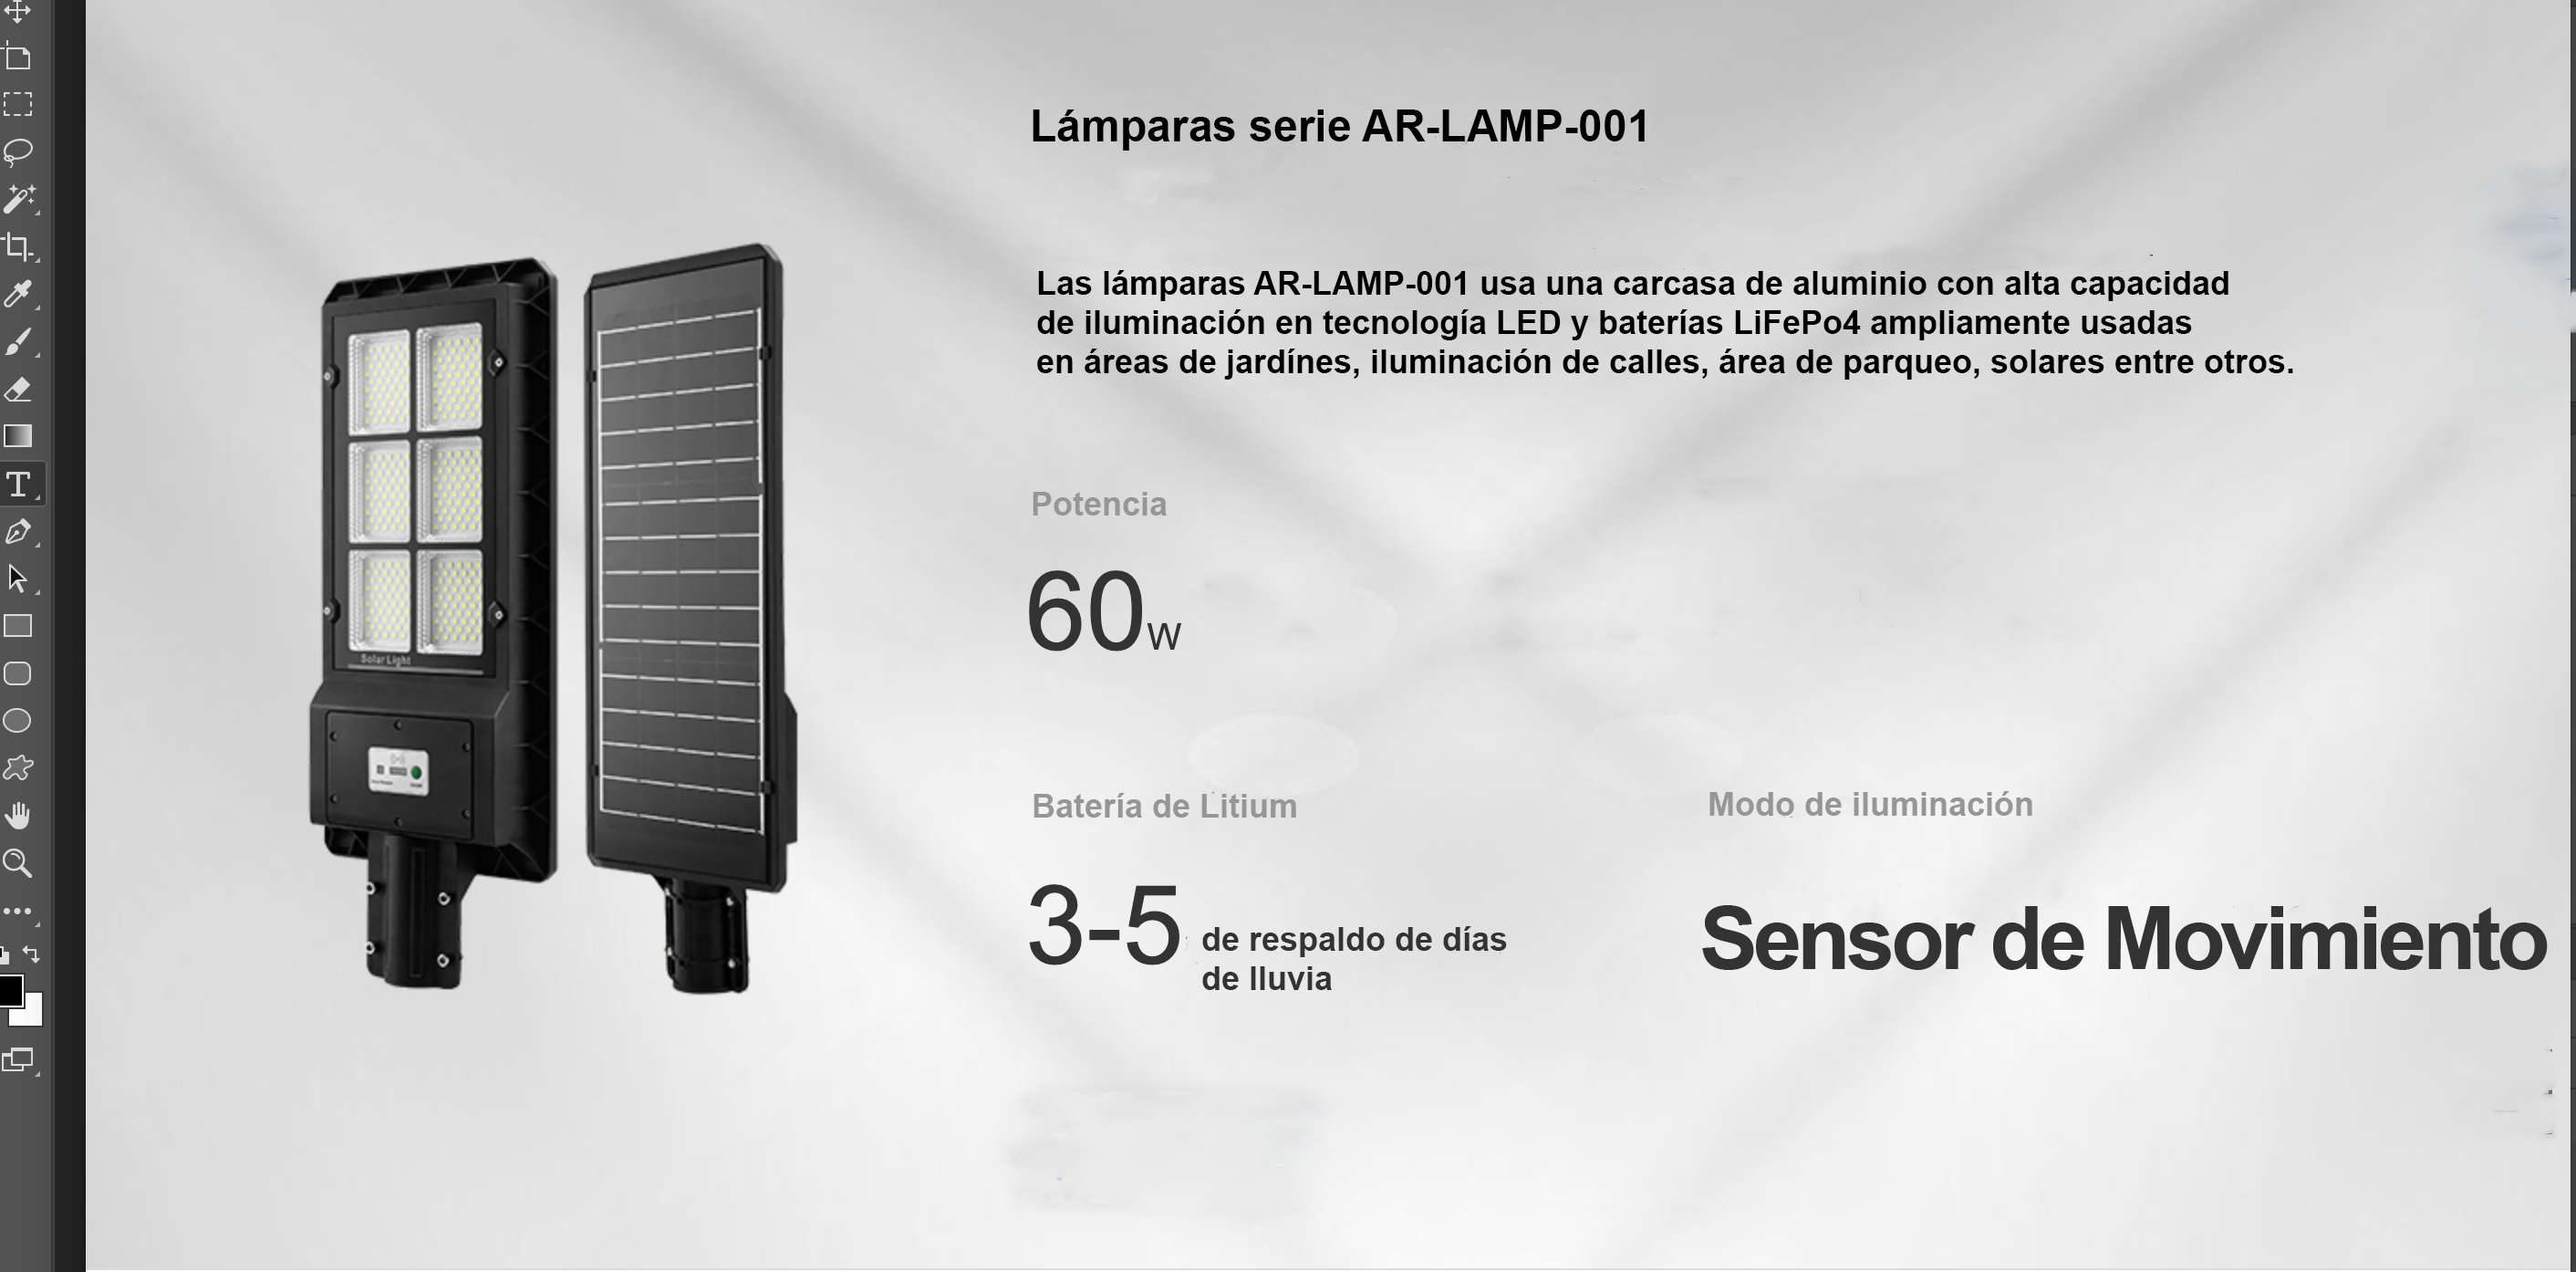 Lámparas serie AR-LAMP-001
Las lámparas AR-LAMP-001 usa una carcasa de aluminio con alta capacidad
de iluminación en tecnología LED y baterías LiFePo4 ampliamente usadas
en áreas de jardínes, iluminación de calles, área de parqueo, solares entre otros.
Potencia
60W
Solar Light
Batería de Litium
Modo de iluminación
3-5 de respaldo de días
de lluvia
Sensor de Movimiento